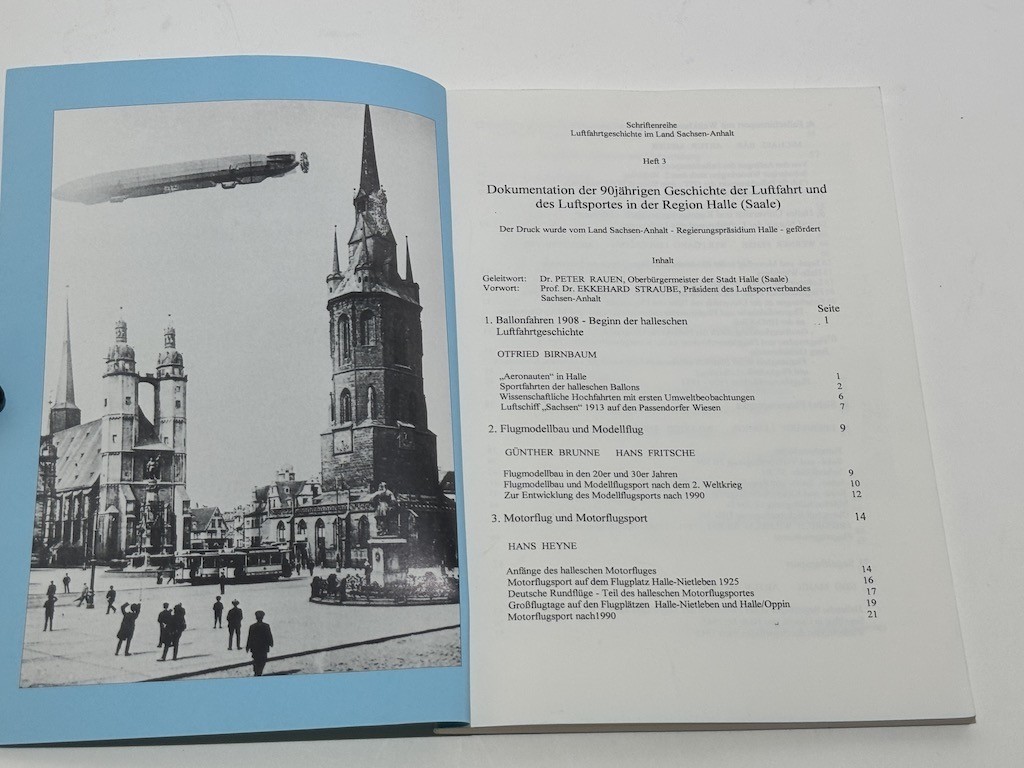 Schriftenreihe
Luftfahrtgeschichte im Land Sachsen-Anhalt
Heft 3
Dokumentation der 90jährigen Geschichte der Luftfahrt und
des Luftsportes in der Region Halle (Saale)
Der Druck wurde vom Land Sachsen-Anhalt - Regierungspräsidium Halle - gefördert
Inhalt
Geleitwort: Dr. PETER RAUEN, Oberbürgermeister der Stadt Halle (Saale)
Vorwort: Prof. Dr. EKKEHARD STRAUBE, Präsident des Luftsportverbandes
Sachsen-Anhalt
Seite
1. Ballonfahren 1908 - Beginn der halleschen 1
Luftfahrtgeschichte
OTFRIED BIRNBAUM
„Aeronauten“ in Halle 1
Sportfahrten der halleschen Ballons 2
Wissenschaftliche Hochfahrten mit ersten Umweltbeobachtungen 6
Luftschiff „Sachsen“ 1913 auf den Passendorfer Wiesen 7
2. Flugmodellbau und Modellflug 9
GÜNTHER BRUNNE HANS FRITSCHE
Flugmodellbau in den 20er und 30er Jahren 9
Flugmodellbau und Modellflugsport nach dem 2. Weltkrieg 10
Zur Entwicklung des Modellflugsports nach 1990 12
3. Motorflug und Motorflugsport 14
HANS HEYNE
Anfänge des halleschen Motorfluges 14
Motorflugsport auf dem Flugplatz Halle-Nietleben 1925 16
Deutsche Rundflüge - Teil des halleschen Motorflugsportes 17
Großflugtage auf den Flugplätzen Halle-Nietleben und Halle/Oppin 19
Motorflugsport nach1990 21